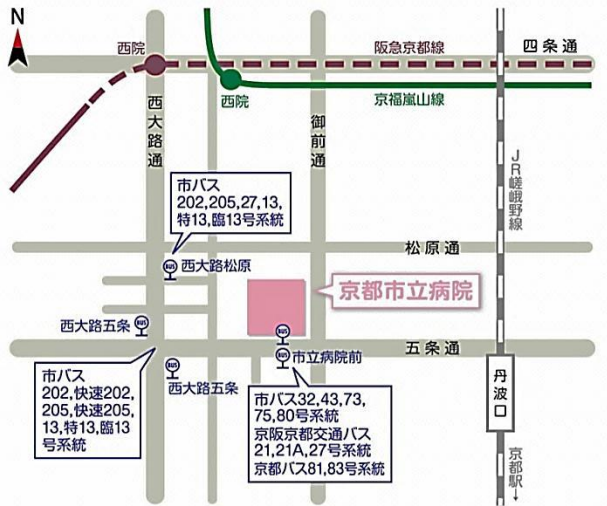 N
西院
阪急京都線
四条通
西院
京福嵐山線
西大路通
御前通
JR嵯峨野線
市バス
202,205,27,13,
特13,臨13号系統
松原通
BUS
西大路松原
京都市立病院
BUS
西大路五条
BUS
五条通
BUS
市立病院前
BUS
西大路五条
丹波口
市バス
202,快速202,
205,快速205,
13,特13,臨13
号系統
市バス32,43,73,
75,80号系統
京阪京都交通バス
21,21A,27号系統
京都バス81,83号系統
京都駅→